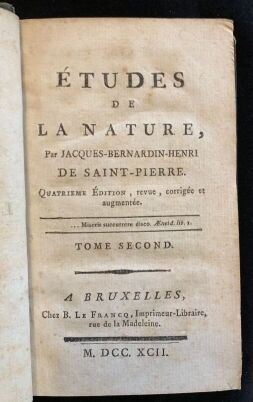 ÉTUDES
DE
LA NATURE,
Par JACQUES-BERNARDIN-HENRI
DE SAINT-PIERRE.
QUATRIEME ÉDITION, revue, corrigée et
augmentée.
... Miseris succurrere disco. Æneid. lib. 1.
TOME SECOND.
A BRUXELLES,
Chez B. LE FRANCQ, Imprimeur-Libraire,
rue de la Madeleine.
M. DCC. XCII.